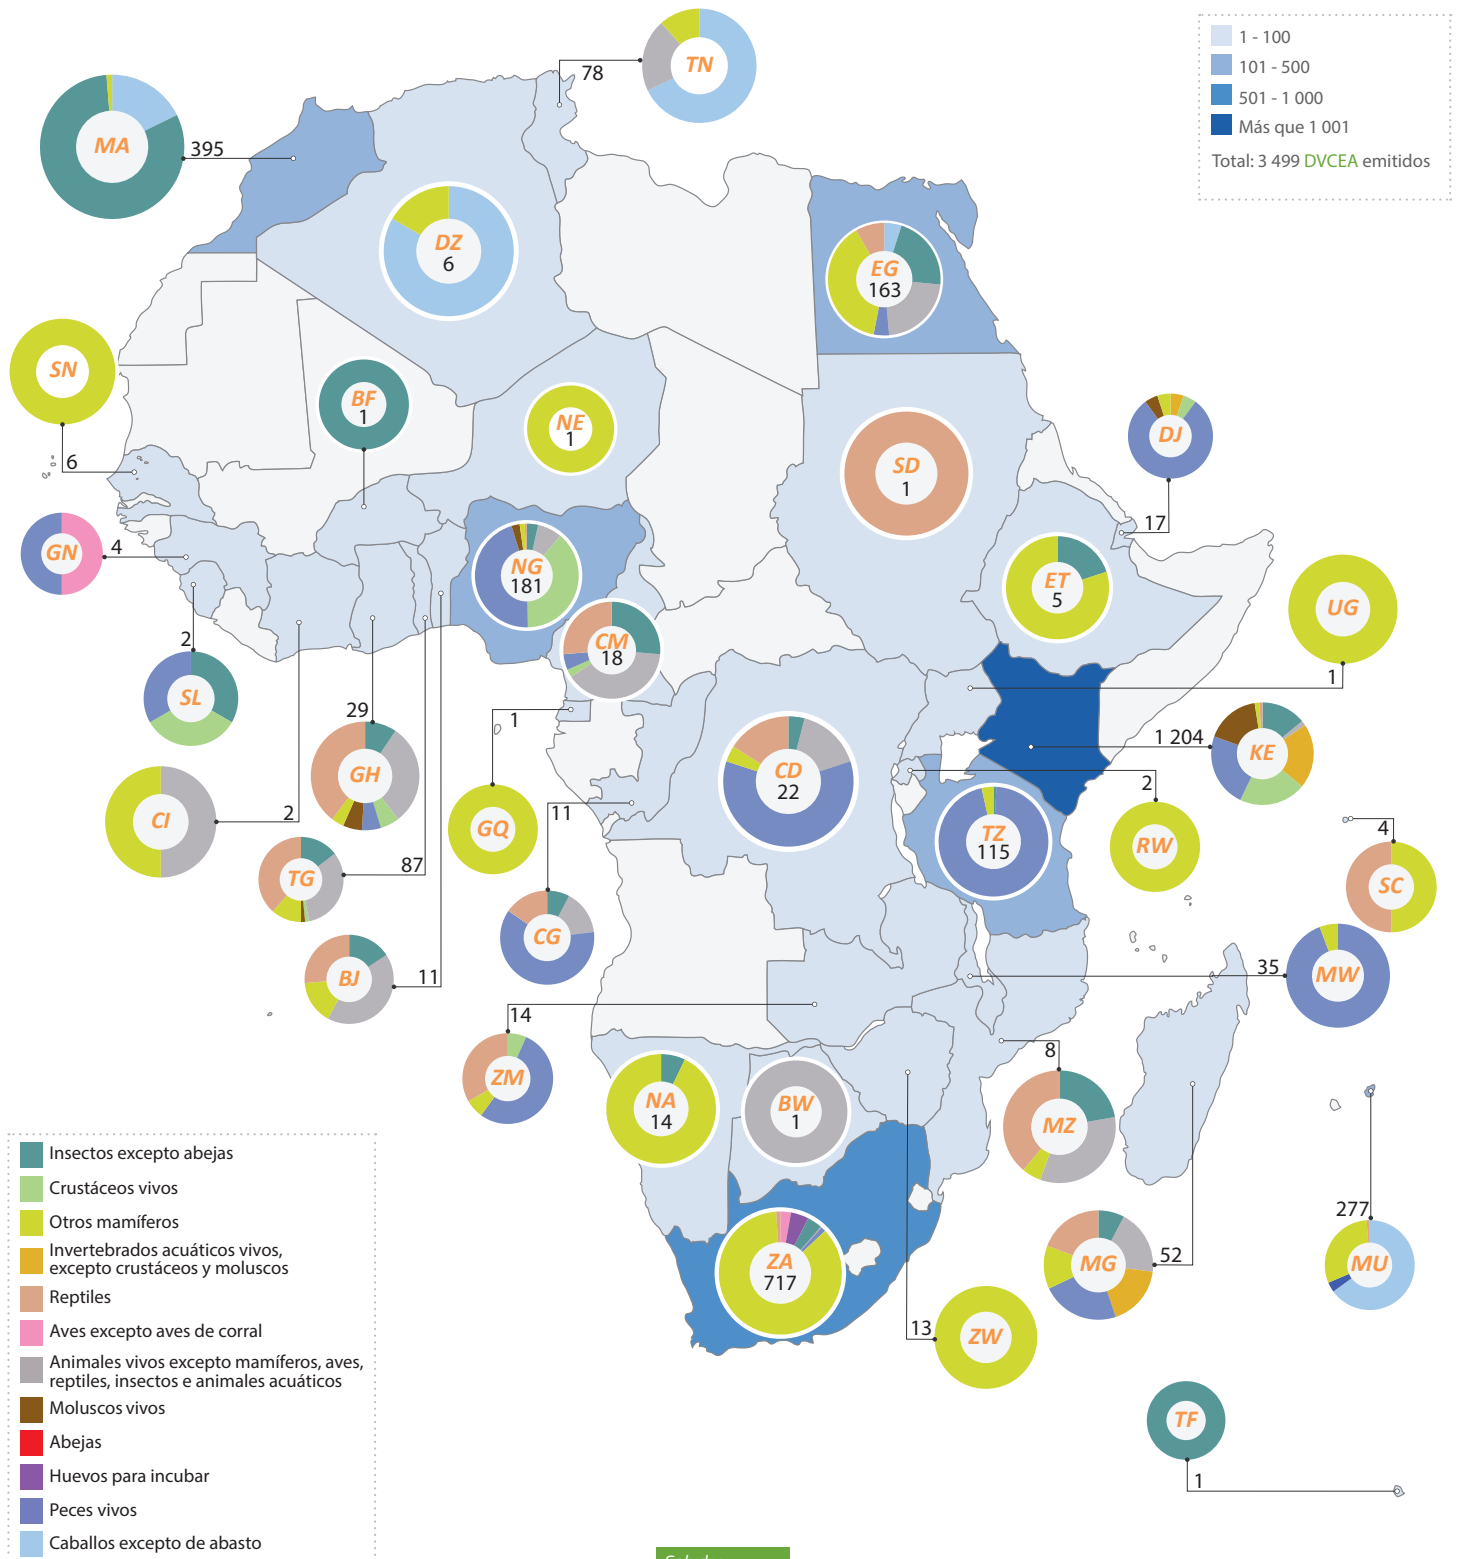 1 - 100
101 - 500
501 - 1 000
Más que 1 001
Total: 3 499 DVCEA emitidos
TN
78
MA
395
DZ
6
EG
163
SN
6
BF
1
NE
1
SD
1
DJ
17
GN
4
NG
181
ET
5
UG
1
CM
18
SL
2
GH
29
CI
2
GQ
1
CD
22
KE
1 204
TZ
115
RW
2
SC
4
TG
87
CG
11
BJ
11
MW
35
ZM
14
NA
14
BW
1
MZ
8
MG
52
MU
277
ZA
717
ZW
13
TF
1
Insectos excepto abejas
Crustáceos vivos
Otros mamíferos
Invertebrados acuáticos vivos,
excepto crustáceos y moluscos
Reptiles
Aves excepto aves de corral
Animales vivos excepto mamíferos, aves,
reptiles, insectos e animales acuáticos
Moluscos vivos
Abejas
Huevos para incubar
Peces vivos
Caballos excepto de abasto